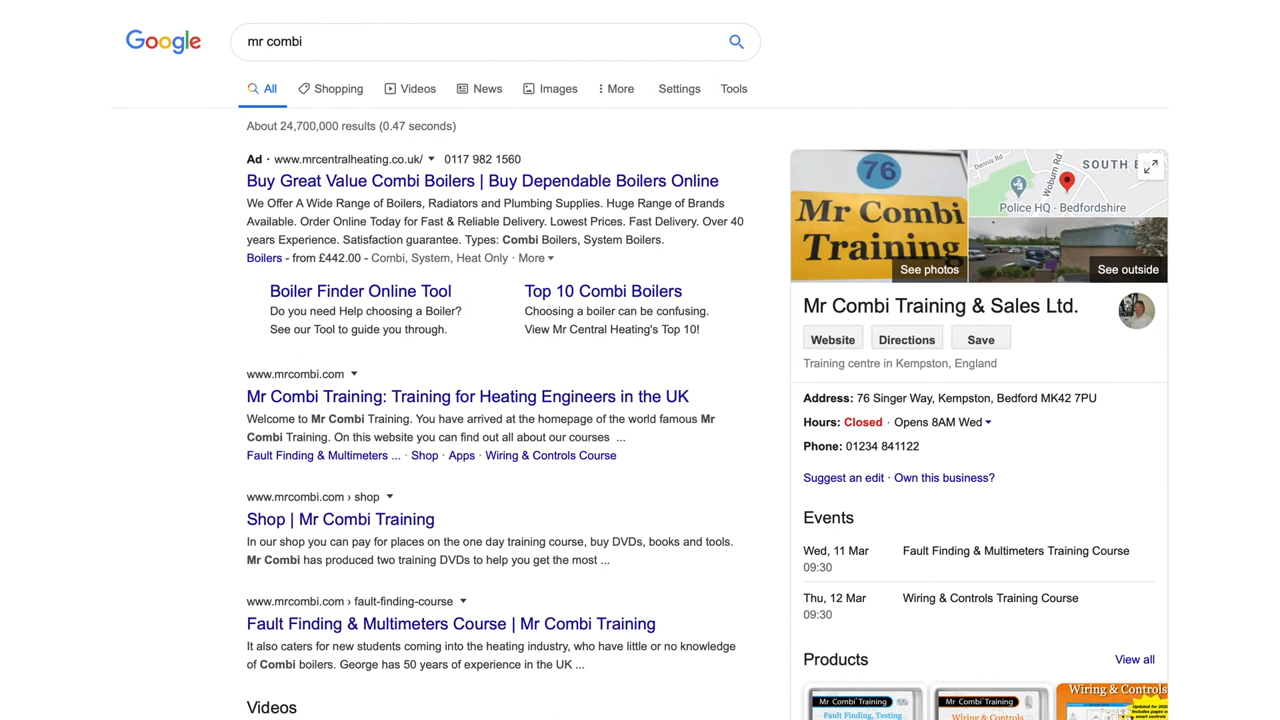 Google
mr combi
All Shopping Videos News Images More Settings Tools
About 24,700,000 results (0.47 seconds)
Ad · www.mrcentralheating.co.uk/ 0117 982 1560
Buy Great Value Combi Boilers | Buy Dependable Boilers Online
We Offer A Wide Range of Boilers, Radiators and Plumbing Supplies. Huge Range of Brands
Available. Order Online Today for Fast & Reliable Delivery. Lowest Prices. Fast Delivery. Over 40
years Experience. Satisfaction guarantee. Types: Combi Boilers, System Boilers.
Boilers - from £442.00 - Combi, System, Heat Only · More
Boiler Finder Online Tool
Do you need Help choosing a Boiler?
See our Tool to guide you through.
Top 10 Combi Boilers
Choosing a boiler can be confusing.
View Mr Central Heating's Top 10!
www.mrcombi.com
Mr Combi Training: Training for Heating Engineers in the UK
Welcome to Mr Combi Training. You have arrived at the homepage of the world famous Mr
Combi Training. On this website you can find out all about our courses ...
Fault Finding & Multimeters ... · Shop · Apps · Wiring & Controls Course
www.mrcombi.com › shop
Shop | Mr Combi Training
In our shop you can pay for places on the one day training course, buy DVDs, books and tools.
Mr Combi has produced two training DVDs to help you get the most ...
www.mrcombi.com › fault-finding-course
Fault Finding & Multimeters Course | Mr Combi Training
It also caters for new students coming into the heating industry, who have little or no knowledge
of Combi boilers. George has 50 years of experience in the UK ...
Videos
76
Mr Combi
Training
See photos
Dennis Rd
Woburn Rd
SOUTH E
Police HQ - Bedfordshire
See outside
Mr Combi Training & Sales Ltd.
Website Directions Save
Training centre in Kempston, England
Address: 76 Singer Way, Kempston, Bedford MK42 7PU
Hours: Closed · Opens 8AM Wed
Phone: 01234 841122
Suggest an edit · Own this business?
Events
Wed, 11 Mar Fault Finding & Multimeters Training Course
09:30
Thu, 12 Mar Wiring & Controls Training Course
09:30
Products View all
Mr Combi Training
Fault Finding, Testing
Mr Combi Training
Wiring & Controls
Wiring & Controls